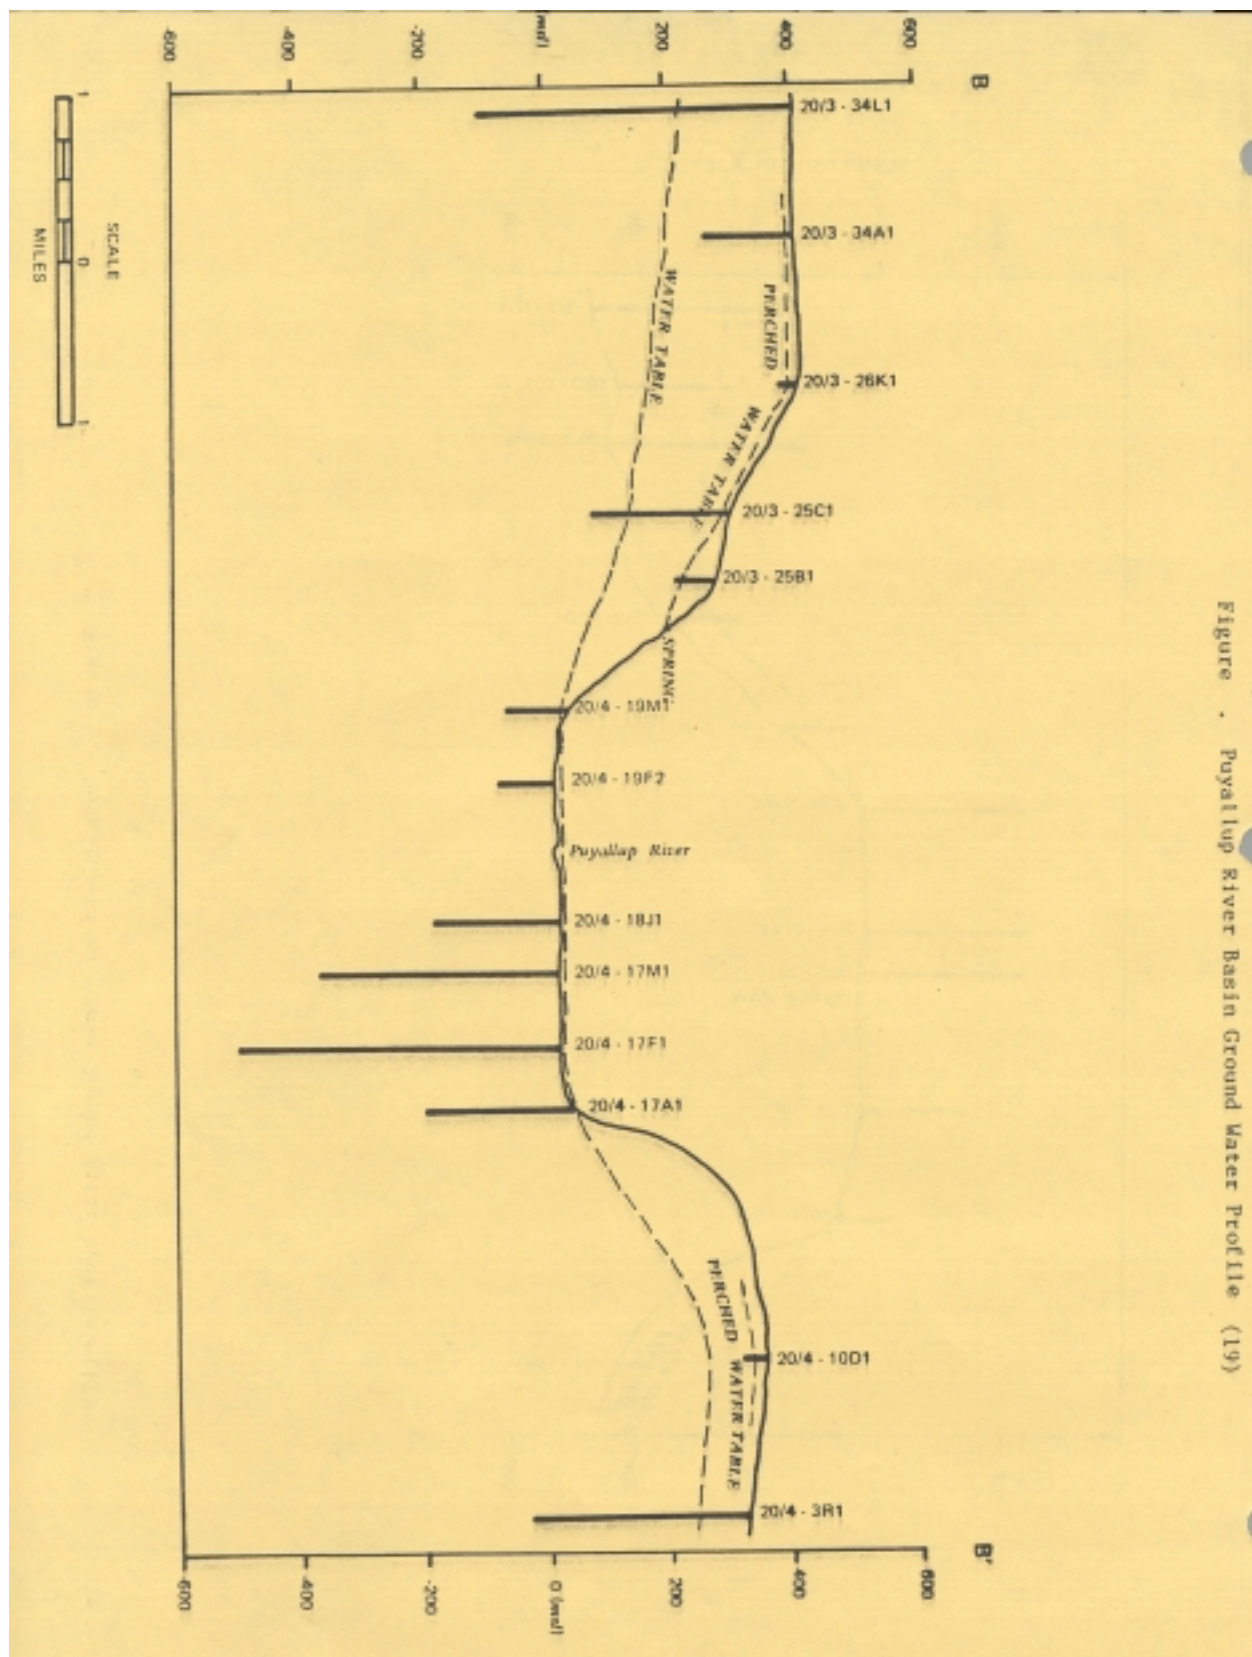 B
600
400
200
-200
-400
-600
20/3 - 34L1
20/3 - 34A1
20/3 - 26K1
20/3 - 25C1
20/3 - 25B1
20/4 - 19M1
20/4 - 19F2
Puyallup River
20/4 - 18J1
20/4 - 17M1
20/4 - 17F1
20/4 - 17A1
20/4 - 10D1
20/4 - 3R1
PERCHED
WATER TABLE
SPRING
WATER TABLE
PERCHED WATER TABLE
B'
600
400
200
0 (msl)
-200
-400
-600
SCALE
1 0 1
MILES
Figure . Puyallup River Basin Ground Water Profile (19)